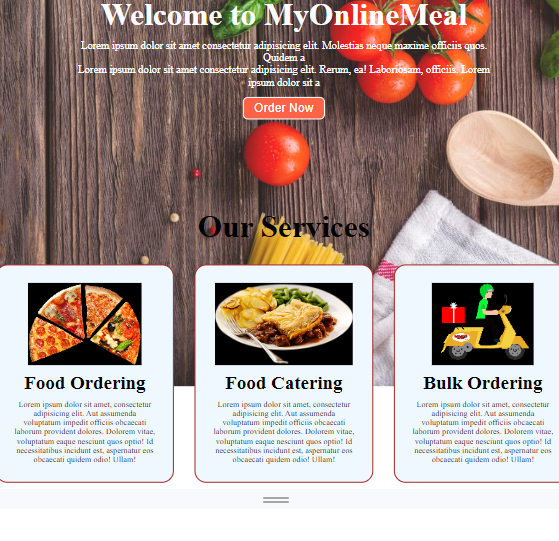 Welcome to MyOnlineMeal
Lorem ipsum dolor sit amet consectetur adipisicing elit. Molestias neque maxime officiis quos.
Quidem a
Lorem ipsum dolor sit amet consectetur adipisicing elit. Rerum, ea! Laboriosam, officiis. Lorem
ipsum dolor sit a
Order Now
Our Services
Food Ordering
Lorem ipsum dolor sit amet, consectetur
adipisicing elit. Aut assumenda
voluptatum impedit officiis obcaecati
laborum provident dolores. Dolorem vitae,
voluptatum eaque nesciunt quos optio! Id
necessitatibus incidunt est, aspernatur eos
obcaecati quidem odio! Ullam!
Food Catering
Lorem ipsum dolor sit amet, consectetur
adipisicing elit. Aut assumenda
voluptatum impedit officiis obcaecati
laborum provident dolores. Dolorem vitae,
voluptatum eaque nesciunt quos optio! Id
necessitatibus incidunt est, aspernatur eos
obcaecati quidem odio! Ullam!
Bulk Ordering
Lorem ipsum dolor sit amet, consectetur
adipisicing elit. Aut assumenda
voluptatum impedit officiis obcaecati
laborum provident dolores. Dolorem vitae,
voluptatum eaque nesciunt quos optio! Id
necessitatibus incidunt est, aspernatur eos
obcaecati quidem odio! Ullam!